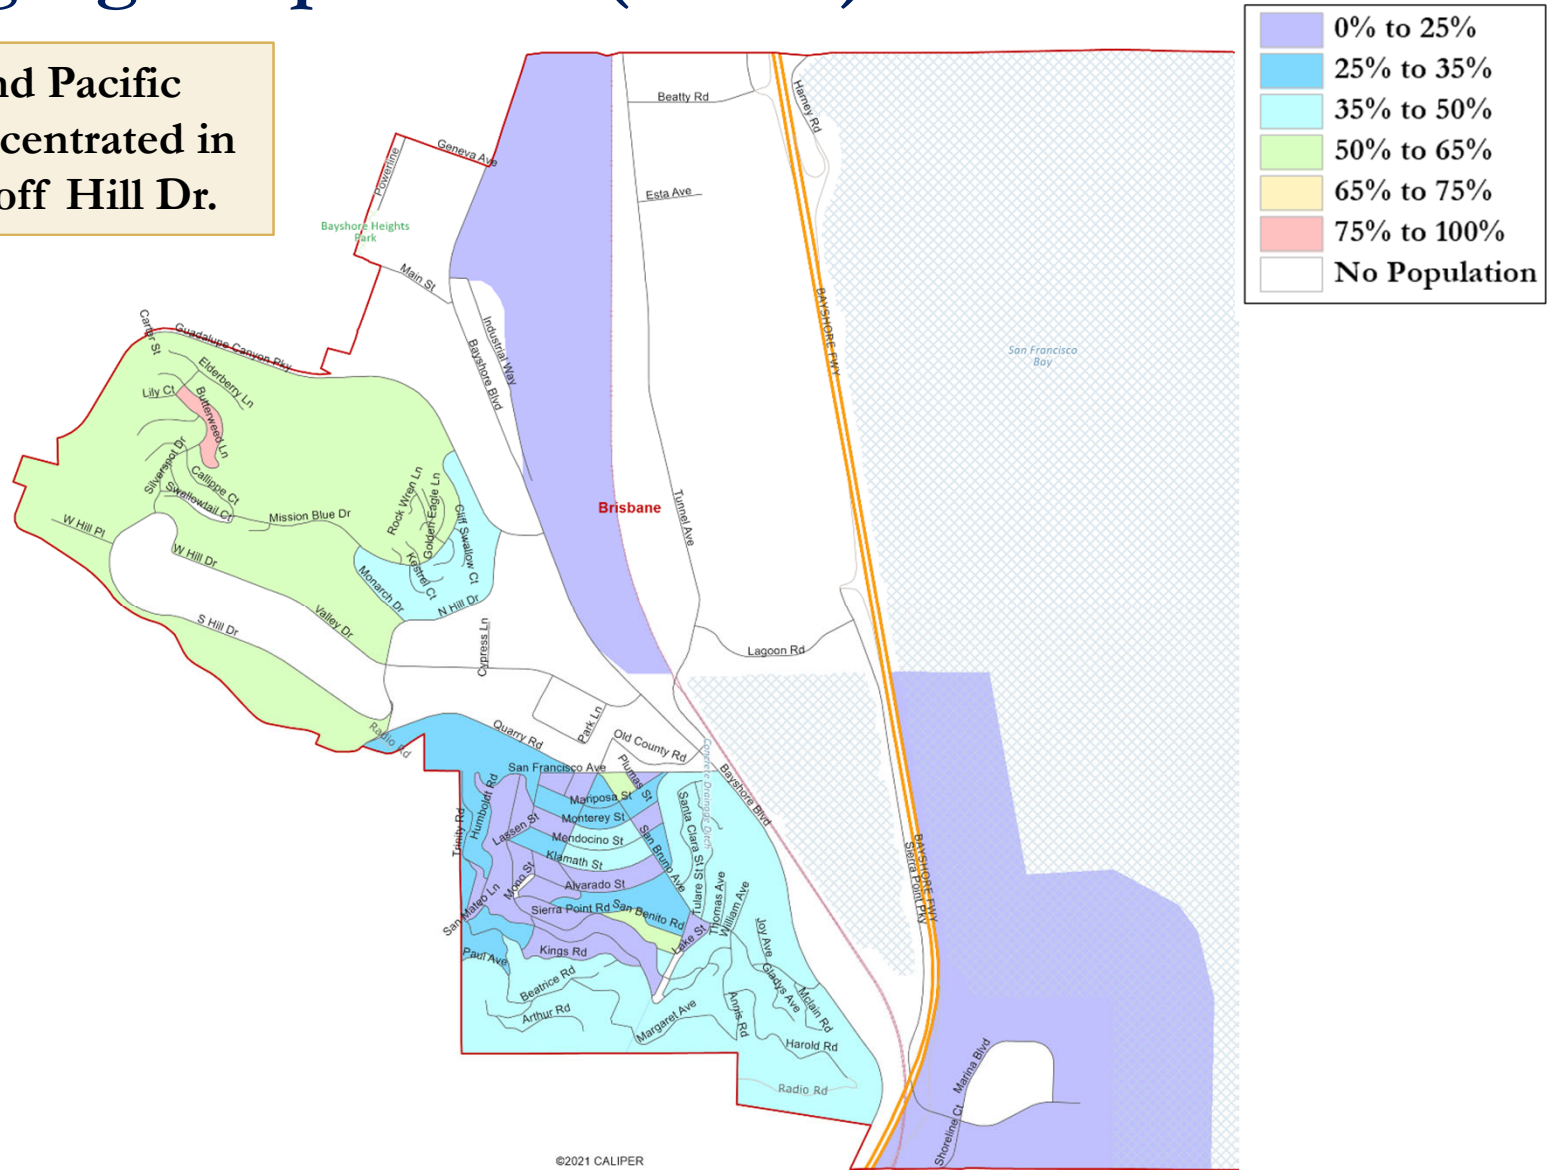 nd Pacific
centrated in
off Hill Dr.
0% to 25%
25% to 35%
35% to 50%
50% to 65%
65% to 75%
75% to 100%
No Population
Beatty Rd
Harney Rd
Geneva Ave
Powerline
Esta Ave
Bayshore Heights
Park
Main St
Industrial Way
Bayshore Blvd
BAYSHORE FWY
San Francisco
Bay
Carter St
Guadalupe Canyon Pky
Elderberry Ln
Lily Ct
Butterweed Ln
Silverspot Dr
Callippe Ct
Swallowtail Ct
Mission Blue Dr
Rock Wren Ln
Golden Eagle Ln
Cliff Swallow Ct
Kestrel Ct
Monarch Dr
N Hill Dr
W Hill Pl
W Hill Dr
Valley Dr
S Hill Dr
Brisbane
Tunnel Ave
Lagoon Rd
Cypress Ln
Park Ln
Quarry Rd
Old County Rd
Radio Rd
San Francisco Ave
Plumas St
Concrete Drainage Ditch
Bayshore Blvd
Mariposa St
Humboldt Rd
Trinity Rd
Lassen St
Monterey St
Mendocino St
San Bruno Ave
Santa Clara St
Klamath St
Mono St
Alvarado St
Tulare St
Thomas Ave
William Ave
San Mateo Ln
Sierra Point Rd
San Benito Rd
Lake St
Joy Ave
Kings Rd
Paul Ave
Beatrice Rd
Arthur Rd
Margaret Ave
Annis Rd
Gladys Ave
Mclain Rd
Harold Rd
Radio Rd
BAYSHORE FWY
Sierra Point Pky
Marina Blvd
Shoreline Ct
©2021 CALIPER